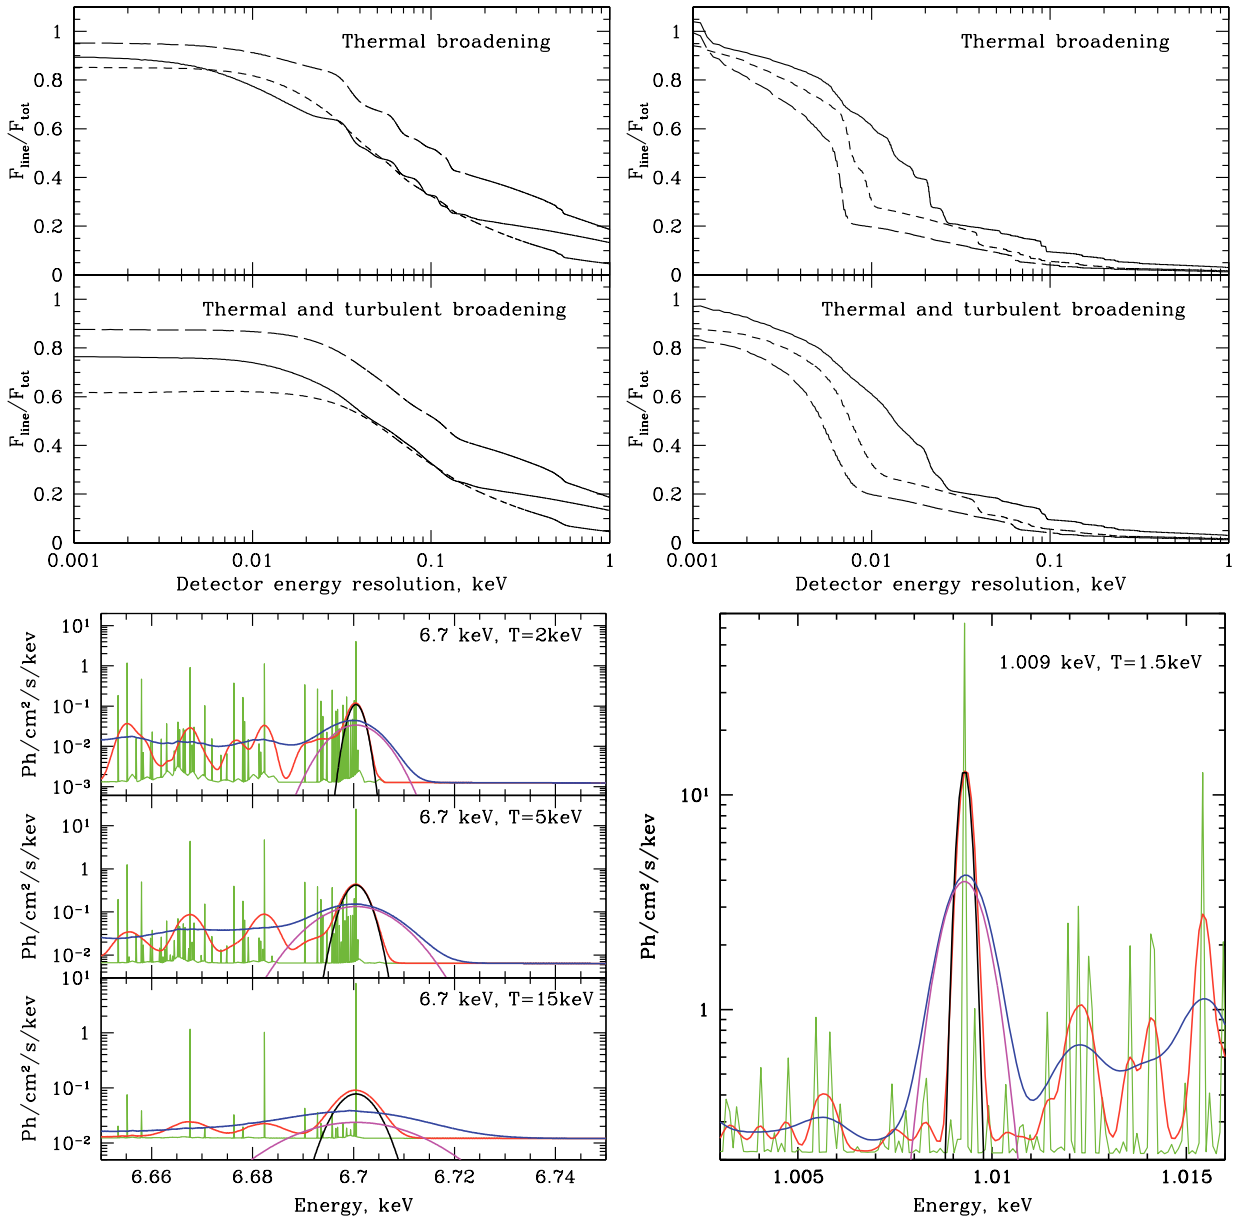 Thermal broadening
1
0.8
0.6
0.4
0.2
0
F_line/F_tot
Thermal and turbulent broadening
1
0.8
0.6
0.4
0.2
0
F_line/F_tot
0.001
0.01
0.1
1
Detector energy resolution, keV
Thermal broadening
1
0.8
0.6
0.4
0.2
0
F_line/F_tot
Thermal and turbulent broadening
1
0.8
0.6
0.4
0.2
0
F_line/F_tot
0.001
0.01
0.1
1
Detector energy resolution, keV
6.7 keV, T=2keV
10¹
1
10⁻¹
10⁻²
10⁻³
Ph/cm²/s/kev
6.7 keV, T=5keV
10¹
1
10⁻¹
10⁻²
Ph/cm²/s/kev
6.7 keV, T=15keV
10¹
1
10⁻¹
10⁻²
Ph/cm²/s/kev
6.66
6.68
6.7
6.72
6.74
Energy, keV
1.009 keV, T=1.5keV
10¹
1
Ph/cm²/s/kev
1.005
1.01
1.015
Energy, keV